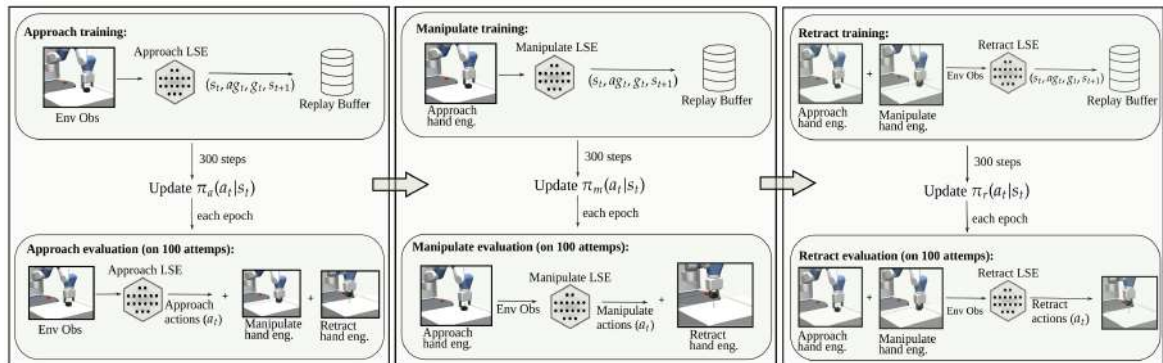 Approach training:
Approach LSE
(s_t, ag_t, g_t, s_{t+1})
Env Obs
Replay Buffer
300 steps
Update π_a(a_t|s_t)
each epoch
Approach evaluation (on 100 attemps):
Approach LSE
Approach
actions (a_t)
+
+
Env Obs
Manipulate
hand eng.
Retract
hand eng.
Manipulate training:
Manipulate LSE
(s_t, ag_t, g_t, s_{t+1})
Approach
hand eng.
Replay Buffer
300 steps
Update π_m(a_t|s_t)
each epoch
Manipulate evaluation (on 100 attemps):
Manipulate LSE
Env Obs
Manipulate
actions (a_t)
+
Approach
hand eng.
Retract
hand eng.
Retract training:
Retract LSE
+
Env Obs
(s_t, ag_t, g_t, s_{t+1})
Approach
hand eng.
Manipulate
hand eng.
Replay Buffer
300 steps
Update π_r(a_t|s_t)
each epoch
Retract evaluation (on 100 attemps):
Retract LSE
+
Env Obs
Retract
actions (a_t)
Approach
hand eng.
Manipulate
hand eng.